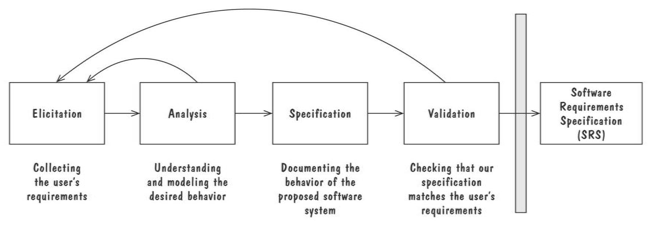 Elicitation
Analysis
Specification
Validation
Software
Requirements
Specification
(SRS)
Collecting
the user's
requirements
Understanding
and modeling the
desired behavior
Documenting the
behavior of the
proposed software
system
Checking that our
specification
matches the user's
requirements